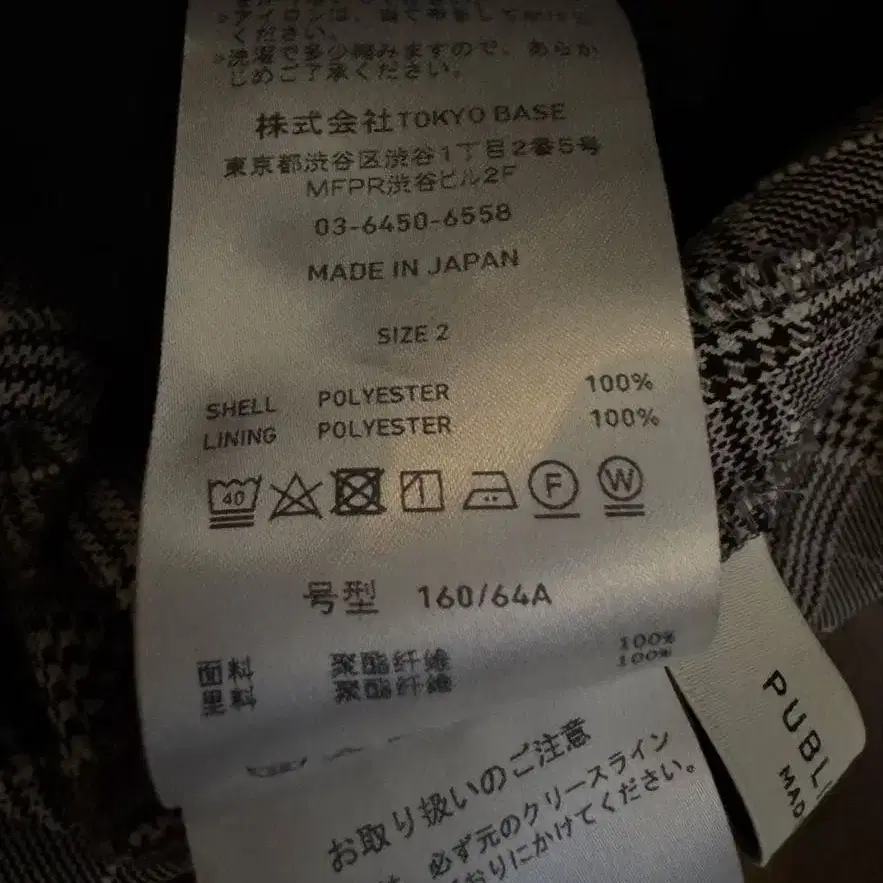 アイロンは、当て布をして
ください。
洗濯で多少縮みますので、あらか
じめご了承ください。
株式会社TOKYO BASE
東京都渋谷区渋谷1丁目2番5号
MFPR渋谷ビル2F
03-6450-6558
MADE IN JAPAN
SIZE 2
SHELL POLYESTER 100%
LINING POLYESTER 100%
40 F W
号型 160/64A
面料 聚酯纤维 100%
里料 聚酯纤维 100%
お取り扱いのご注意
必ず元のクリースライン
おりにかけてください。
PUBL
MAD